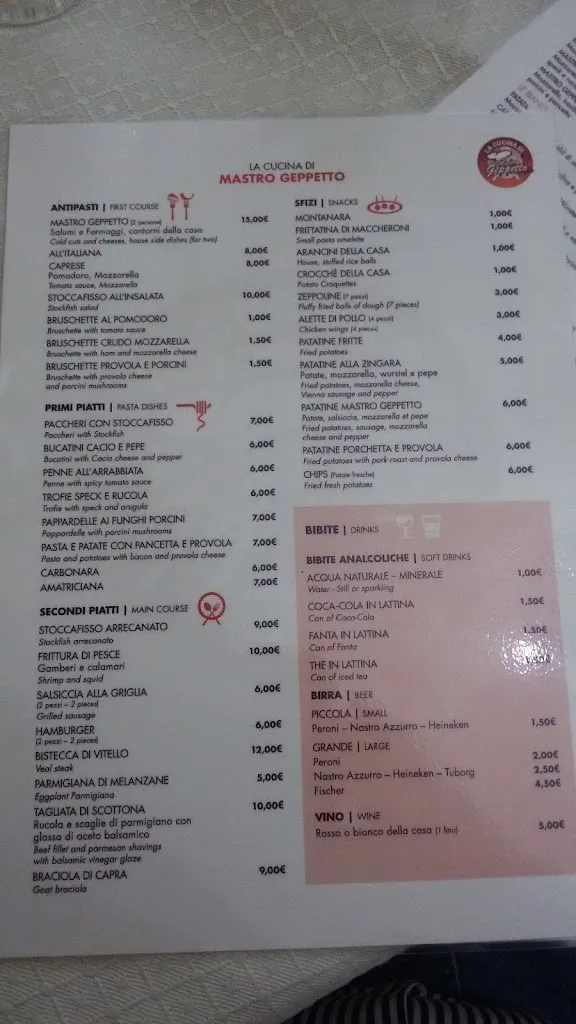 LA CUCINA DI
MASTRO GEPPETTO
LA CUCINA DI
Geppetto
ANTIPASTI | FIRST COURSE
MASTRO GEPPETTO (2 persone) 15,00€
Salumi e Formaggi, contorni della casa
Cold cuts and cheeses, house side dishes (for two)
ALL'ITALIANA 8,00€
CAPRESE 8,00€
Pomodoro, Mozzarella
Tomato sauce, Mozzarella
STOCCAFISSO ALL'INSALATA 10,00€
Stockfish salad
BRUSCHETTE AL POMODORO 1,00€
Bruschette with tomato sauce
BRUSCHETTE CRUDO MOZZARELLA 1,50€
Bruschette with ham and mozzarella cheese
BRUSCHETTE PROVOLA E PORCINI 1,50€
Bruschette with provola cheese
and porcini mushrooms
PRIMI PIATTI | PASTA DISHES
PACCHERI CON STOCCAFISSO 7,00€
Paccheri with Stockfish
BUCATINI CACIO E PEPE 6,00€
Bucatini with Cacio cheese and pepper
PENNE ALL'ARRABBIATA 6,00€
Penne with spicy tomato sauce
TROFIE SPECK E RUCOLA 6,00€
Trofie with speck and arugula
PAPPARDELLE AI FUNGHI PORCINI 7,00€
Pappardelle with porcini mushrooms
PASTA E PATATE CON PANCETTA E PROVOLA 7,00€
Pasta and potatoes with bacon and provola cheese
CARBONARA 6,00€
AMATRICIANA 7,00€
SECONDI PIATTI | MAIN COURSE
STOCCAFISSO ARRECANATO 9,00€
Stockfish arrecanato
FRITTURA DI PESCE 10,00€
Gamberi e calamari
Shrimp and squid
SALSICCIA ALLA GRIGLIA 6,00€
(2 pezzi – 2 pieces)
Grilled sausage
HAMBURGER 6,00€
(2 pezzi – 2 pieces)
BISTECCA DI VITELLO 12,00€
Veal steak
PARMIGIANA DI MELANZANE 5,00€
Eggplant Parmigiana
TAGLIATA DI SCOTTONA 10,00€
Rucola e scaglie di parmigiano con
glassa di aceto balsamico
Beef fillet and parmesan shavings
with balsamic vinegar glaze
BRACIOLA DI CAPRA 9,00€
Goat braciola
SFIZI | SNACKS
MONTANARA 1,00€
FRITTATINA DI MACCHERONI 1,00€
Small pasta omelette
ARANCINI DELLA CASA 1,00€
House, stuffed rice balls
CROCCHÈ DELLA CASA 1,00€
Potato Croquettes
ZEPPOLINE (7 pezzi) 3,00€
Fluffy fried balls of dough (7 pieces)
ALETTE DI POLLO (4 pezzi) 3,00€
Chicken wings (4 pieces)
PATATINE FRITTE 4,00€
Fried potatoes
PATATINE ALLA ZINGARA 5,00€
Patate, mozzarella, wurstel e pepe
Fried potatoes, mozzarella cheese,
Vienna sausage and pepper
PATATINE MASTRO GEPPETTO 6,00€
Patate, salsiccia, mozzarella et pepe
Fried potatoes, sausage, mozzarella
cheese and pepper
PATATINE PORCHETTA E PROVOLA 6,00€
Fried potatoes with pork roast and provola cheese
CHIPS (Patate fresche) 6,00€
Fried fresh potatoes
BIBITE | DRINKS
BIBITE ANALCOLICHE | SOFT DRINKS
ACQUA NATURALE – MINERALE 1,00€
Water - Still or sparkling
COCA-COLA IN LATTINA 1,50€
Can of Coca-Cola
FANTA IN LATTINA 1,50€
Can of Fanta
THE IN LATTINA
Can of iced tea
BIRRA | BEER
PICCOLA | SMALL
Peroni – Nastro Azzurro – Heineken 1,50€
GRANDE | LARGE
Peroni 2,00€
Nastro Azzurro – Heineken – Tuborg 2,50€
Fischer 4,50€
VINO | WINE
Rosso o bianco della casa (1 litro) 5,00€